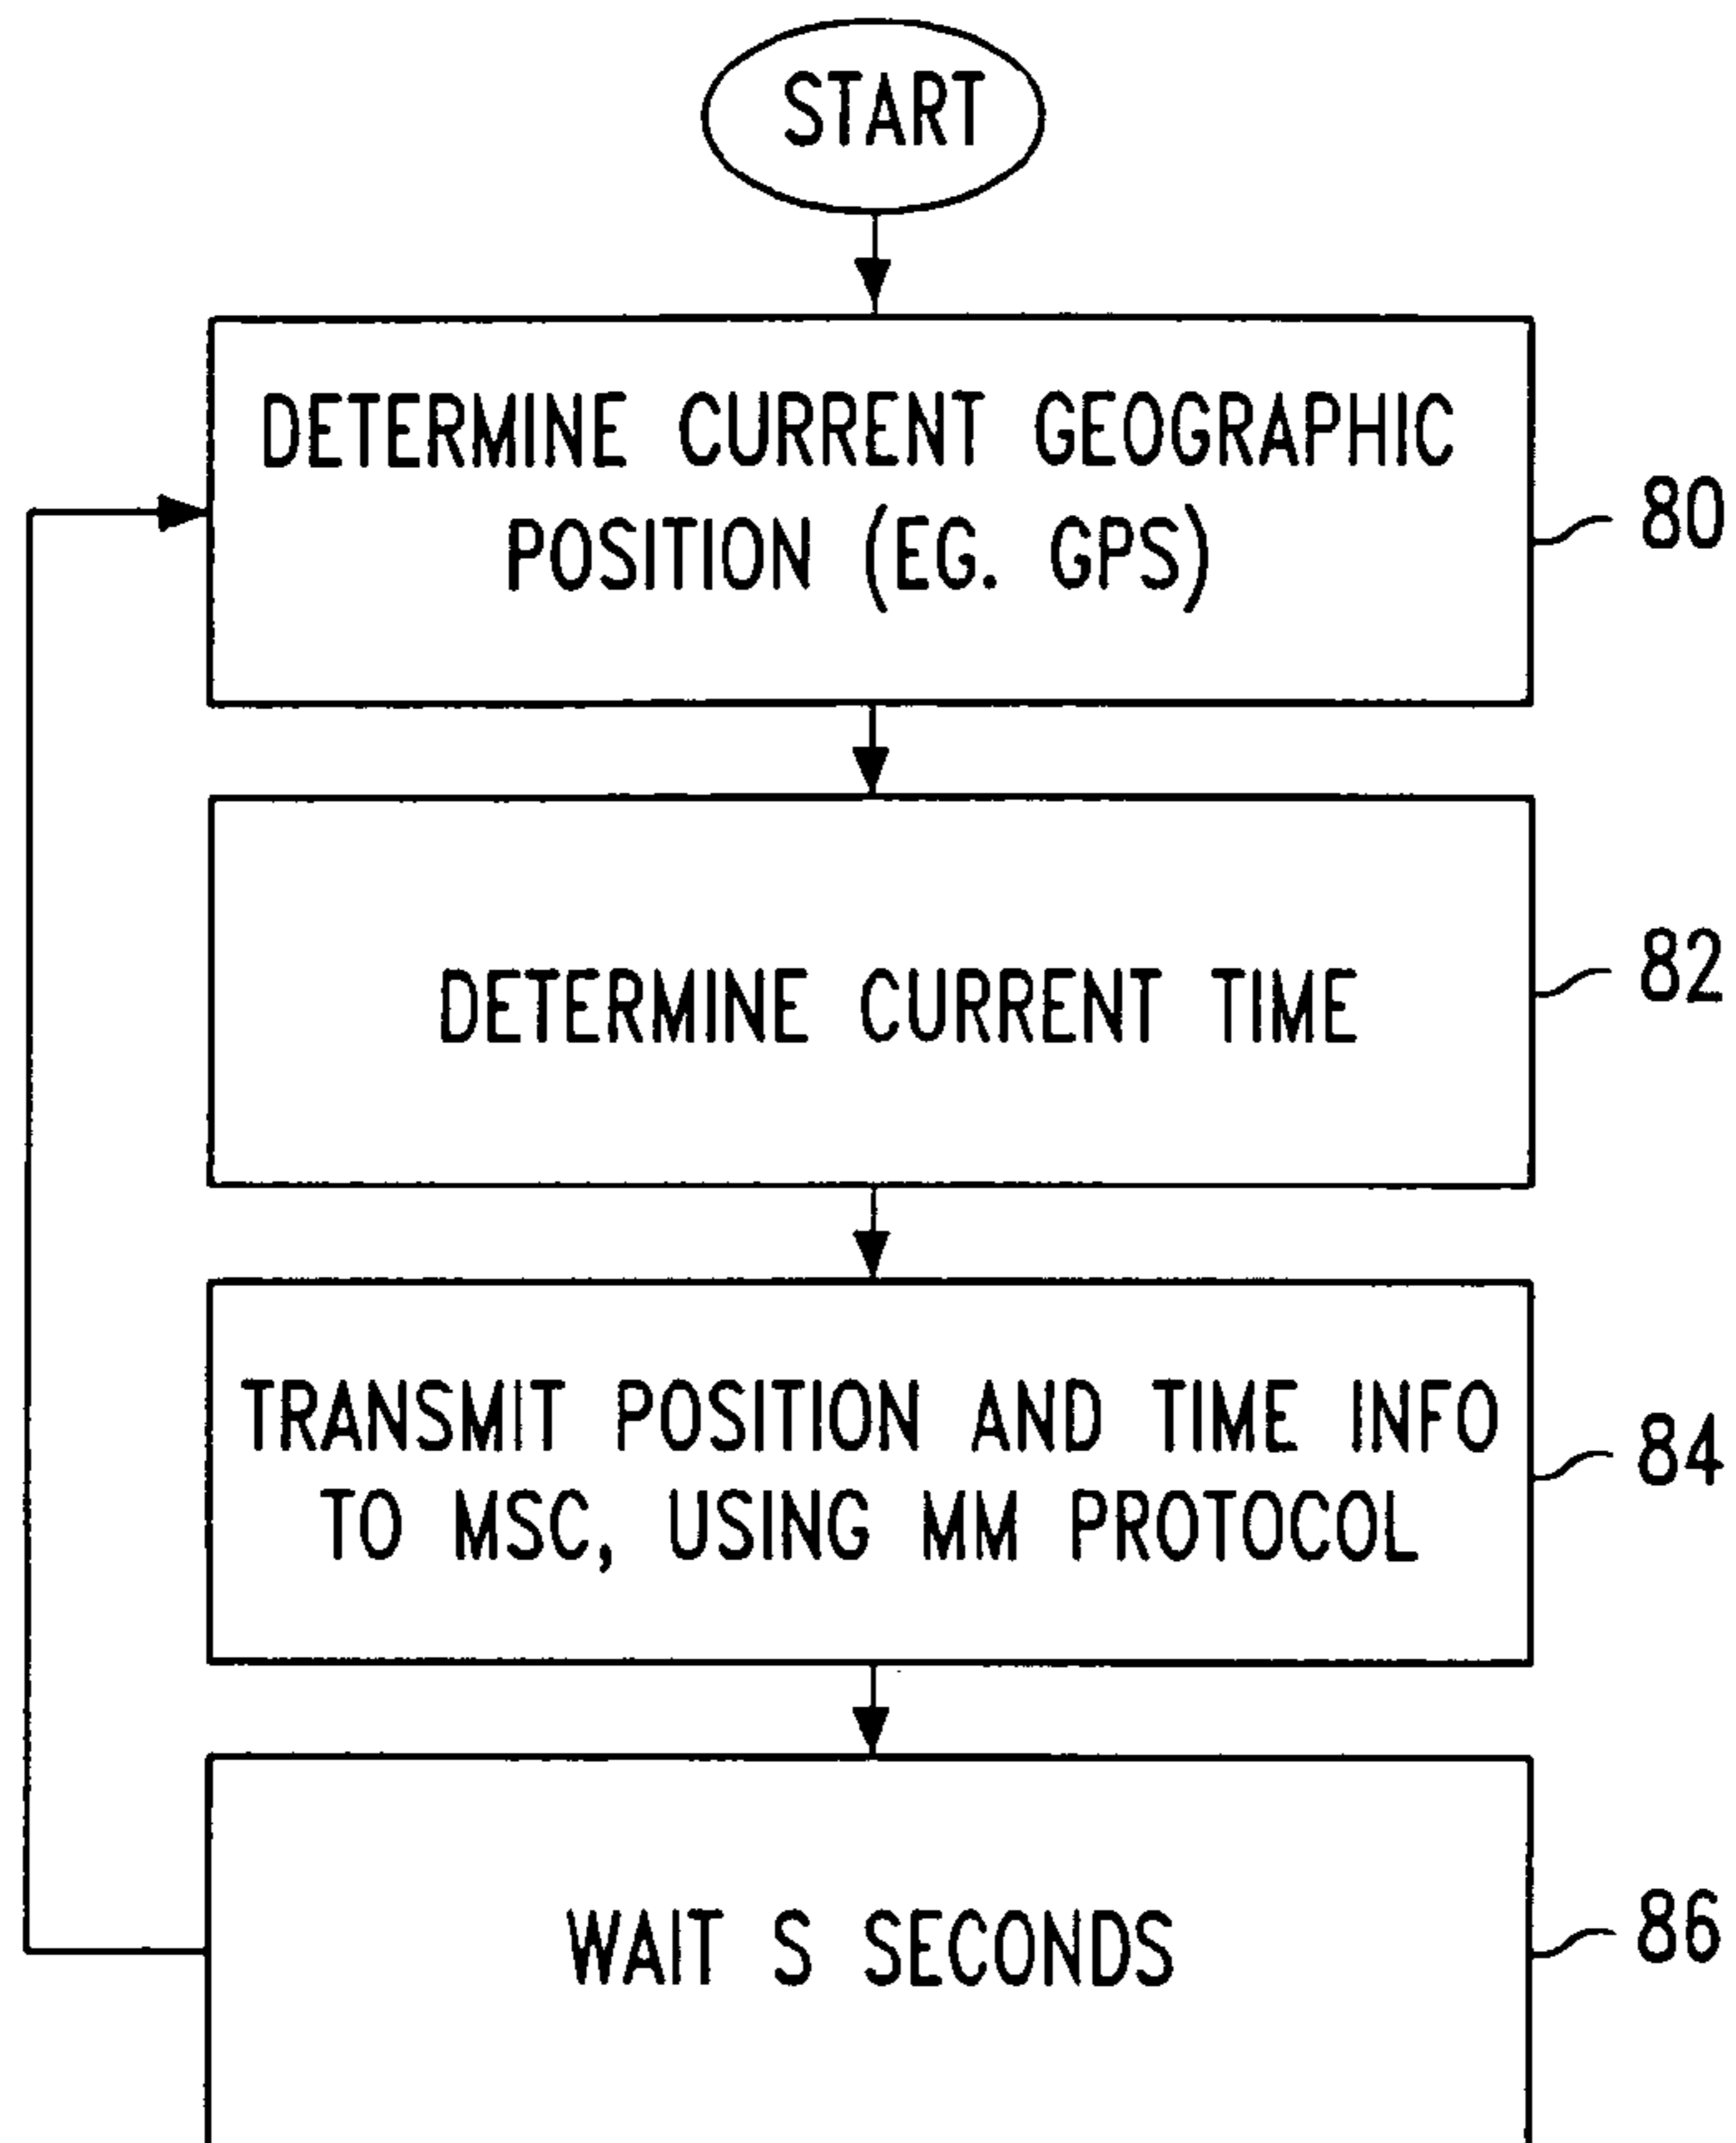 START
DETERMINE CURRENT GEOGRAPHIC
POSITION (EG. GPS)
80
DETERMINE CURRENT TIME
82
TRANSMIT POSITION AND TIME INFO
TO MSC, USING MM PROTOCOL
84
WAIT S SECONDS
86